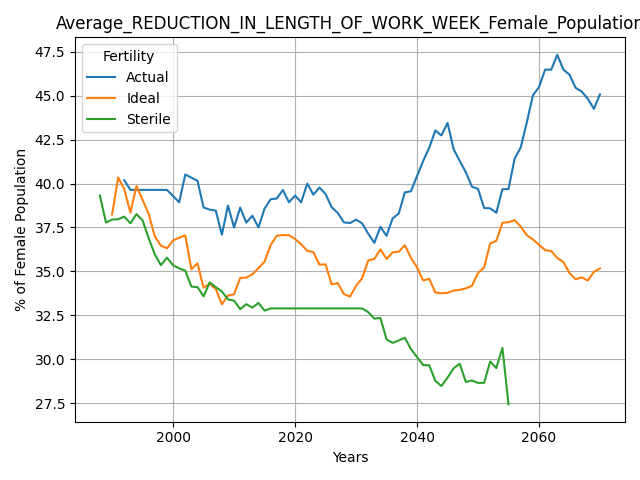 Average_REDUCTION_IN_LENGTH_OF_WORK_WEEK_Female_Population
Fertility
Actual
Ideal
Sterile
% of Female Population
47.5
45.0
42.5
40.0
37.5
35.0
32.5
30.0
27.5
2000 2020 2040 2060
Years